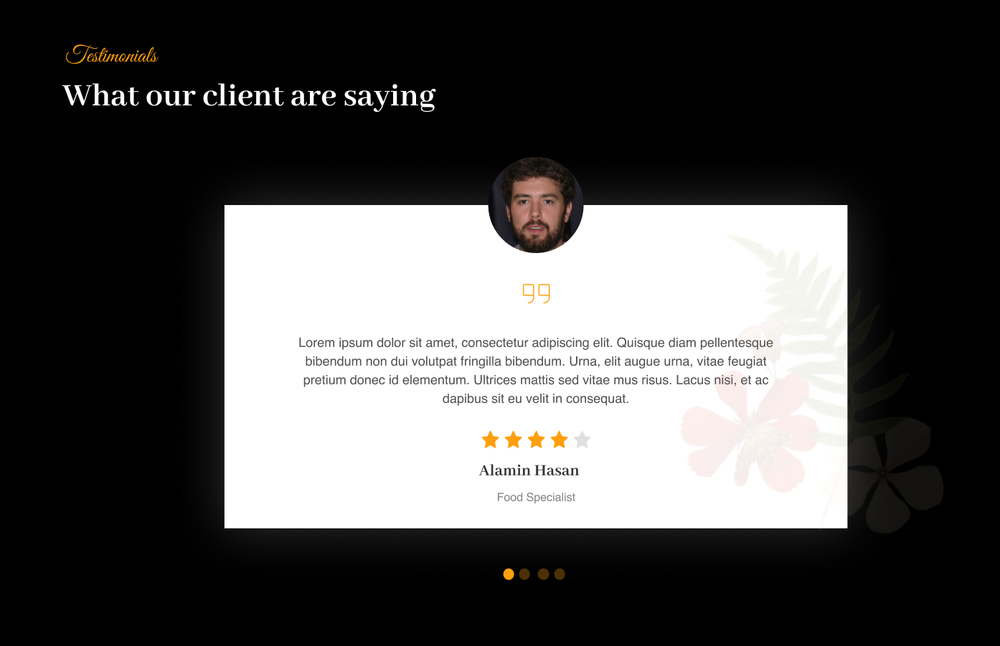 Testimonials
What our client are saying
Lorem ipsum dolor sit amet, consectetur adipiscing elit. Quisque diam pellentesque
bibendum non dui volutpat fringilla bibendum. Urna, elit augue urna, vitae feugiat
pretium donec id elementum. Ultrices mattis sed vitae mus risus. Lacus nisi, et ac
dapibus sit eu velit in consequat.
Alamin Hasan
Food Specialist